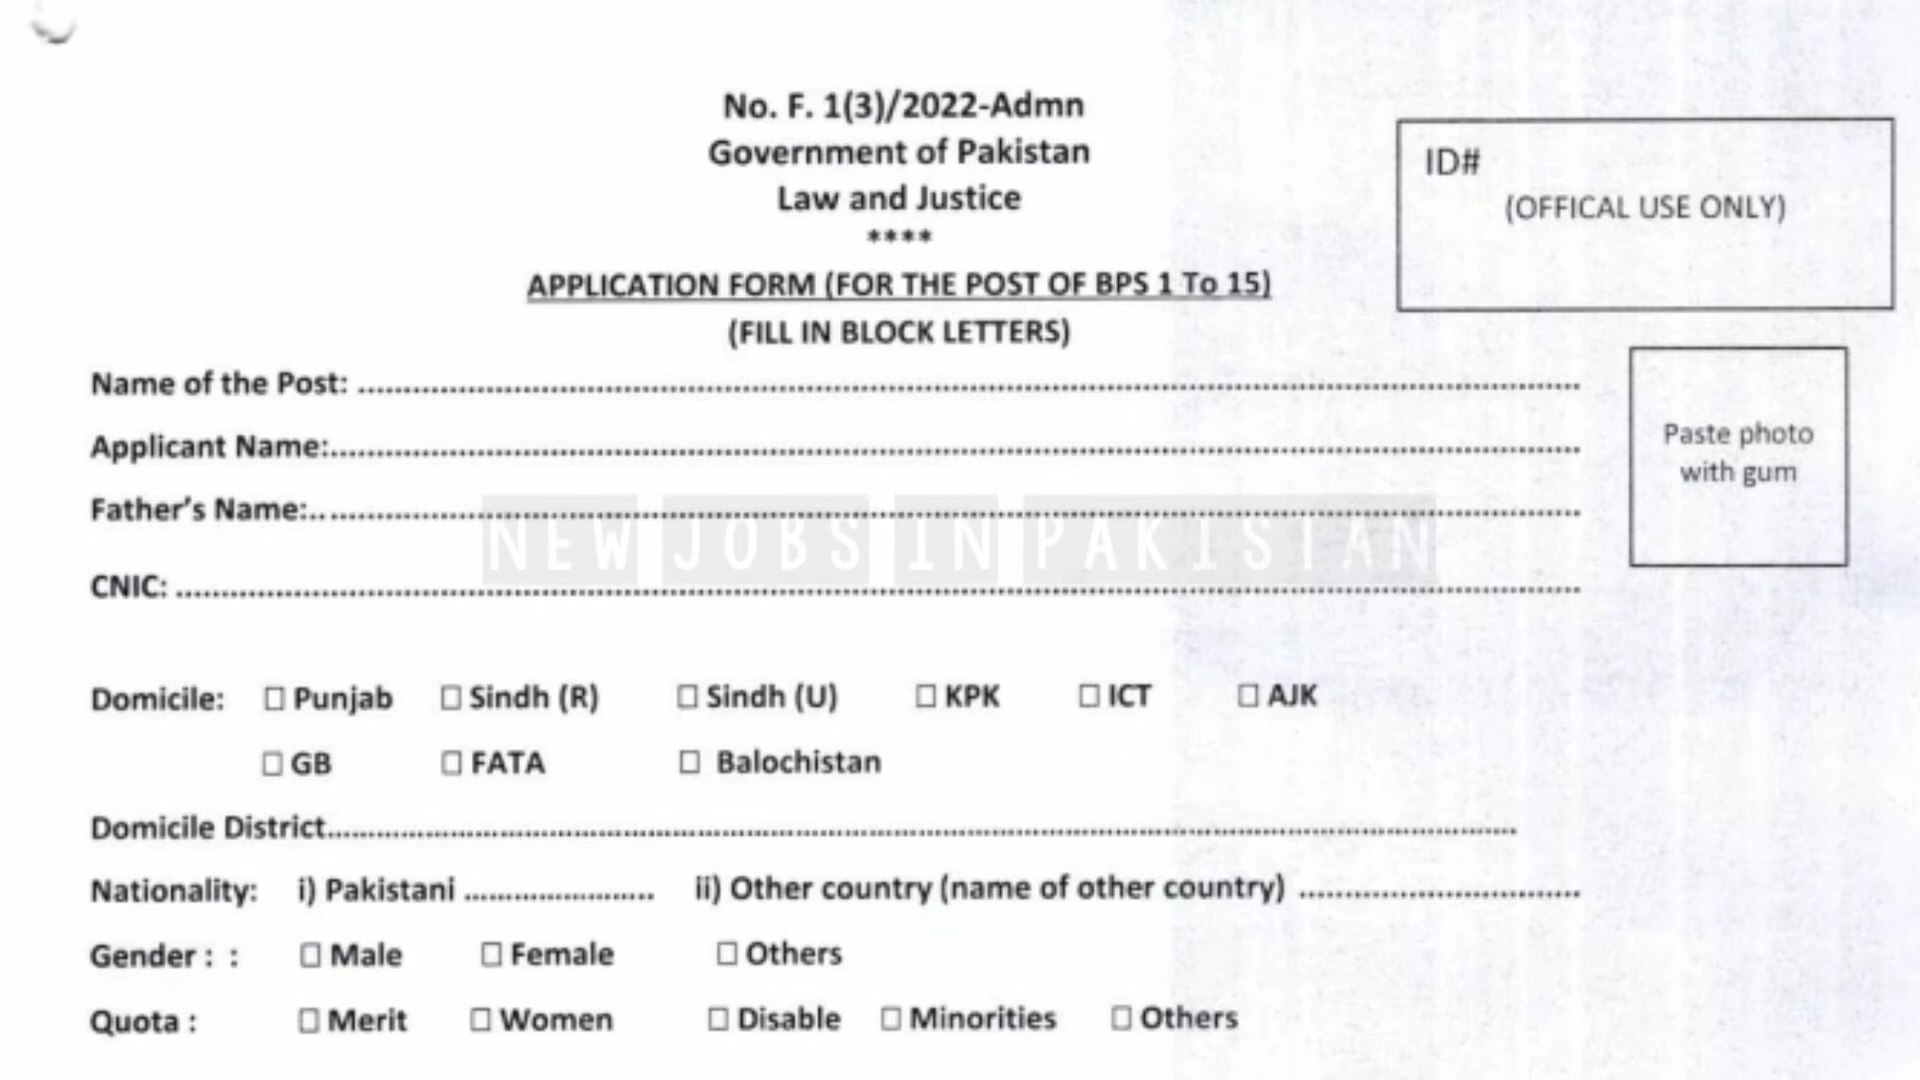 No. F. 1(3)/2022-Admn
Government of Pakistan
Law and Justice
****
ID#
(OFFICAL USE ONLY)
APPLICATION FORM (FOR THE POST OF BPS 1 To 15)
(FILL IN BLOCK LETTERS)
Name of the Post: ........................................................................
Applicant Name:........................................................................
Paste photo
with gum
Father's Name:........................................................................
NEW JOBS IN PAKISTAN
CNIC: ........................................................................
Domicile: ☐ Punjab ☐ Sindh (R) ☐ Sindh (U) ☐ KPK ☐ ICT ☐ AJK
☐ GB ☐ FATA ☐ Balochistan
Domicile District........................................................................
Nationality: i) Pakistani ........................ ii) Other country (name of other country) ................................
Gender : : ☐ Male ☐ Female ☐ Others
Quota : ☐ Merit ☐ Women ☐ Disable ☐ Minorities ☐ Others